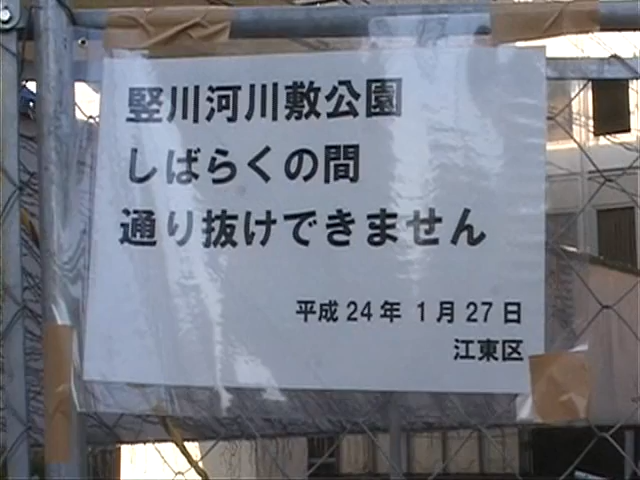 竪川河川敷公園
しばらくの間
通り抜けできません
平成24年 1月27日
江東区